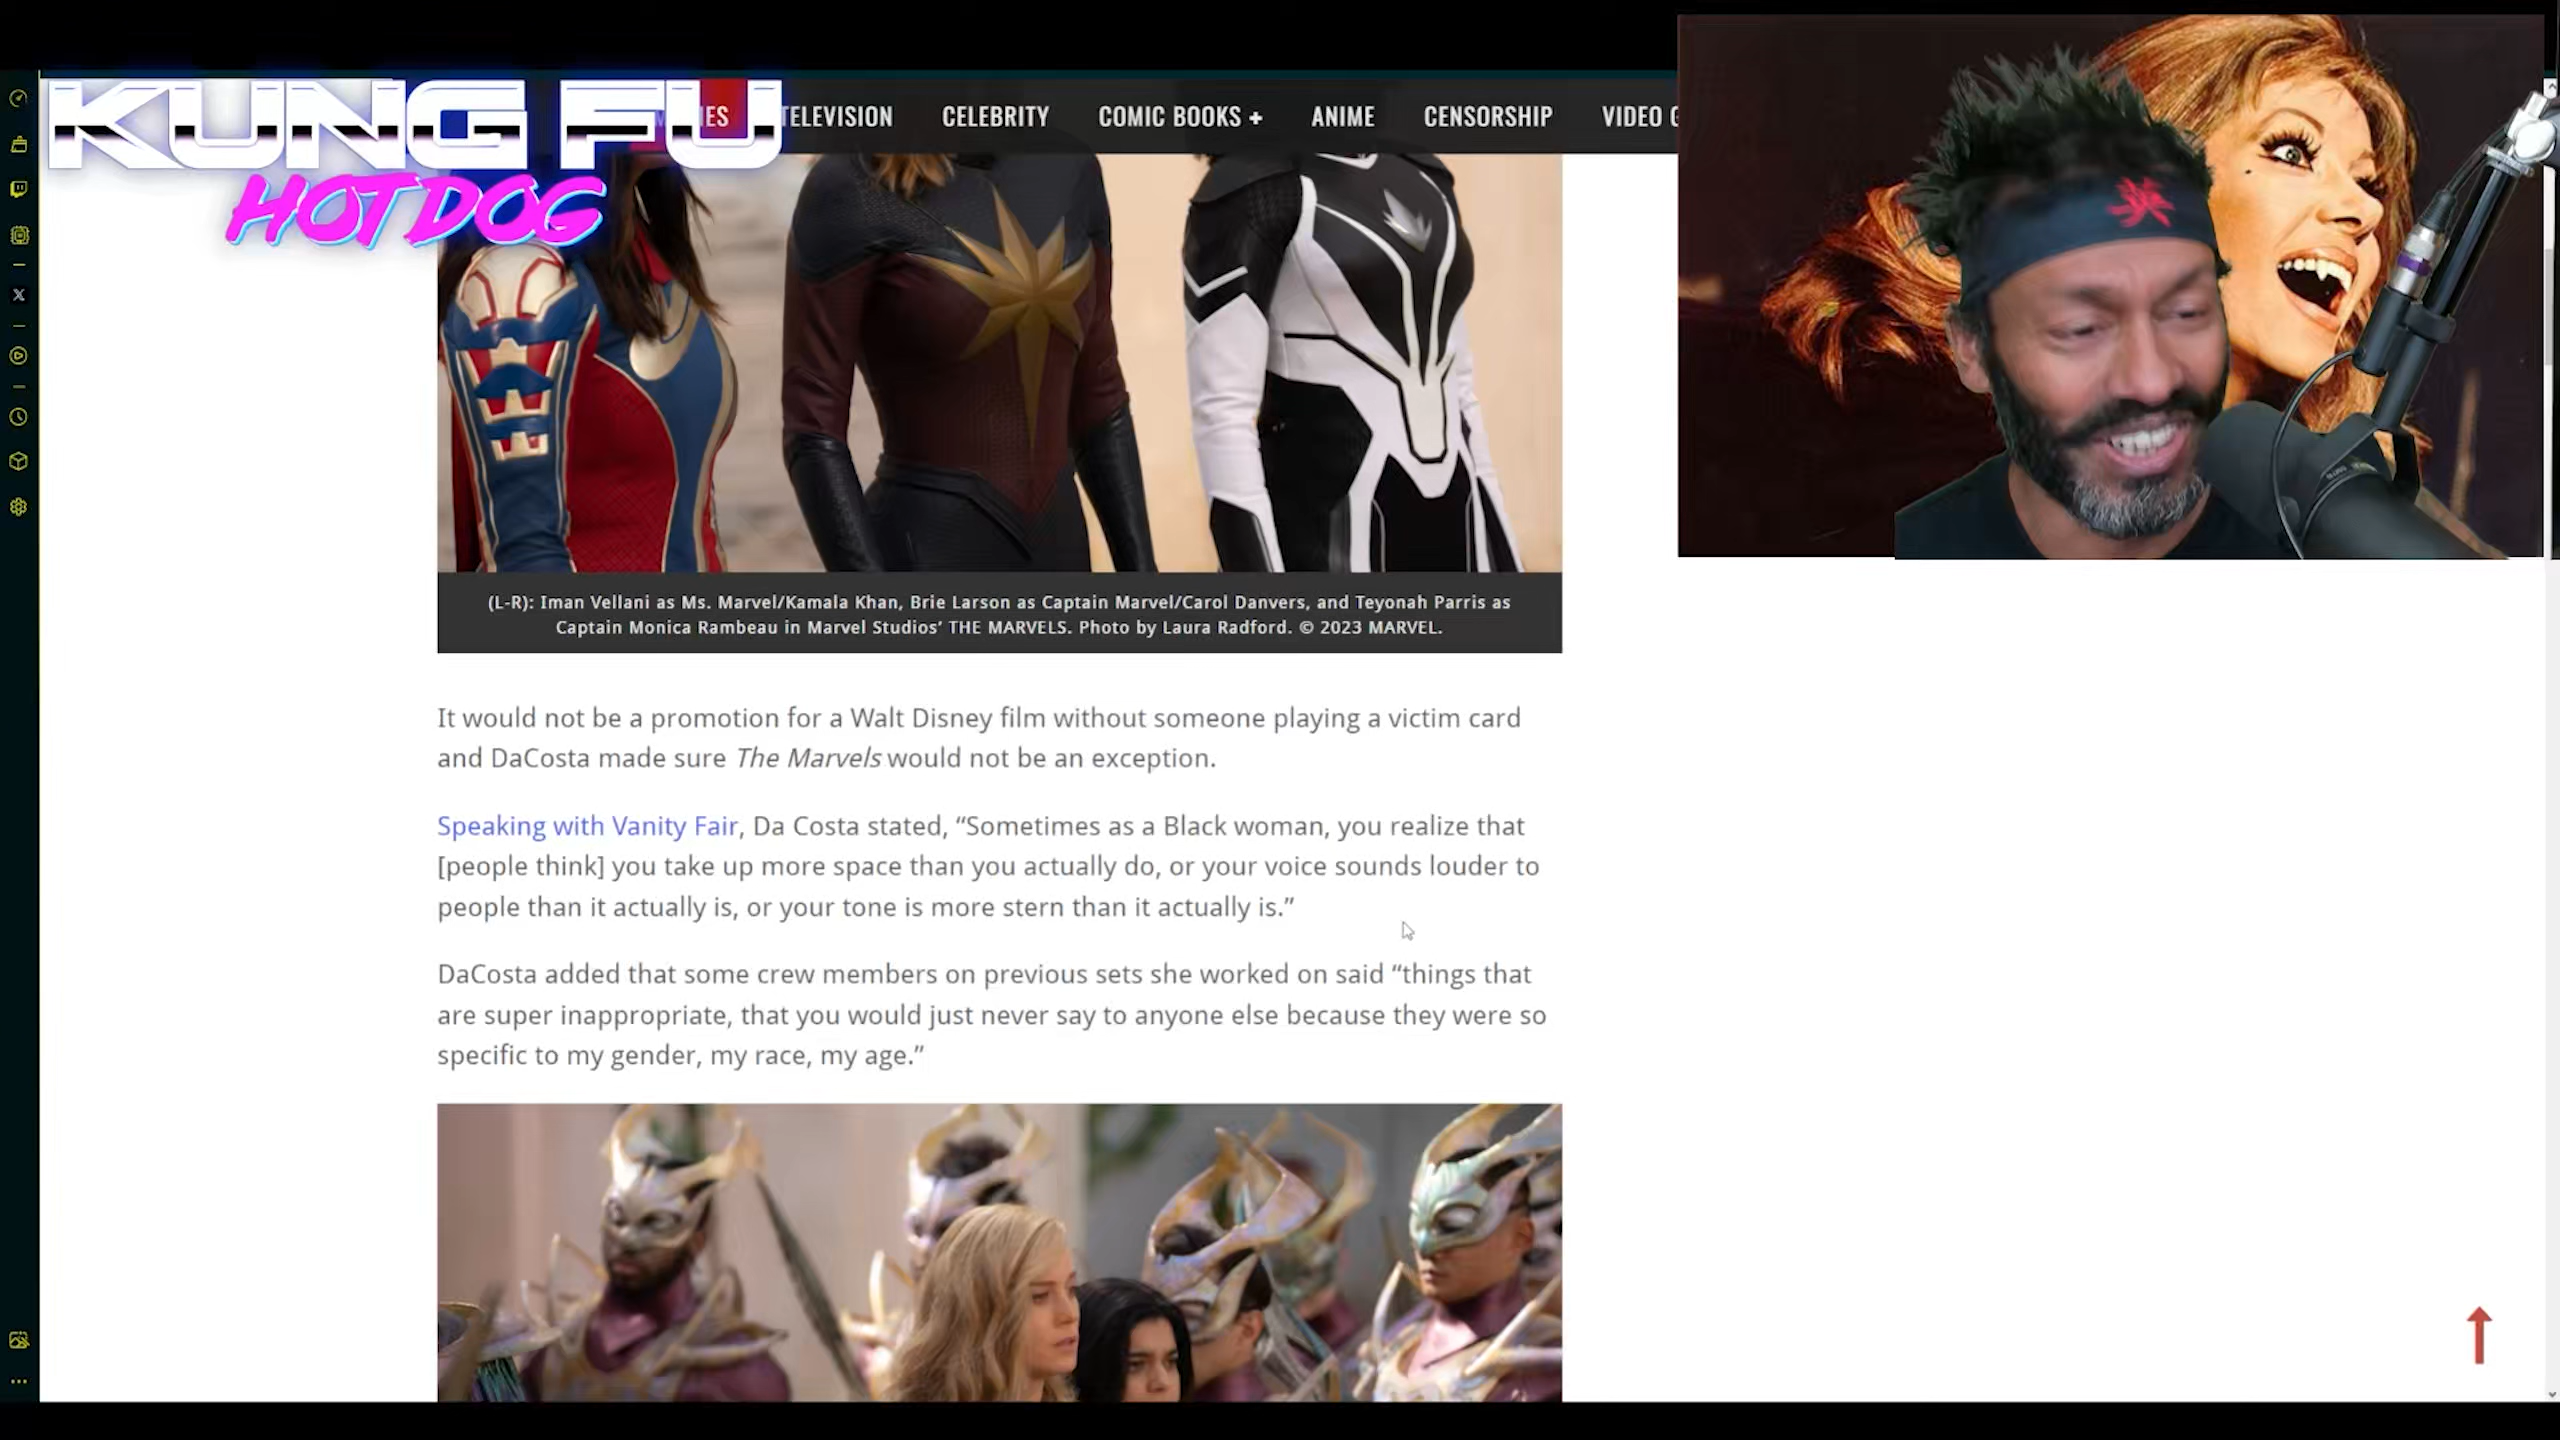 KUNG FU
HOT DOG
TELEVISION
CELEBRITY
COMIC BOOKS +
ANIME
CENSORSHIP
VIDEO
(L-R): Iman Vellani as Ms. Marvel/Kamala Khan, Brie Larson as Captain Marvel/Carol Danvers, and Teyonah Parris as
Captain Monica Rambeau in Marvel Studios’ THE MARVELS. Photo by Laura Radford. © 2023 MARVEL.
It would not be a promotion for a Walt Disney film without someone playing a victim card
and DaCosta made sure The Marvels would not be an exception.
Speaking with Vanity Fair, Da Costa stated, “Sometimes as a Black woman, you realize that
[people think] you take up more space than you actually do, or your voice sounds louder to
people than it actually is, or your tone is more stern than it actually is.”
DaCosta added that some crew members on previous sets she worked on said “things that
are super inappropriate, that you would just never say to anyone else because they were so
specific to my gender, my race, my age.”